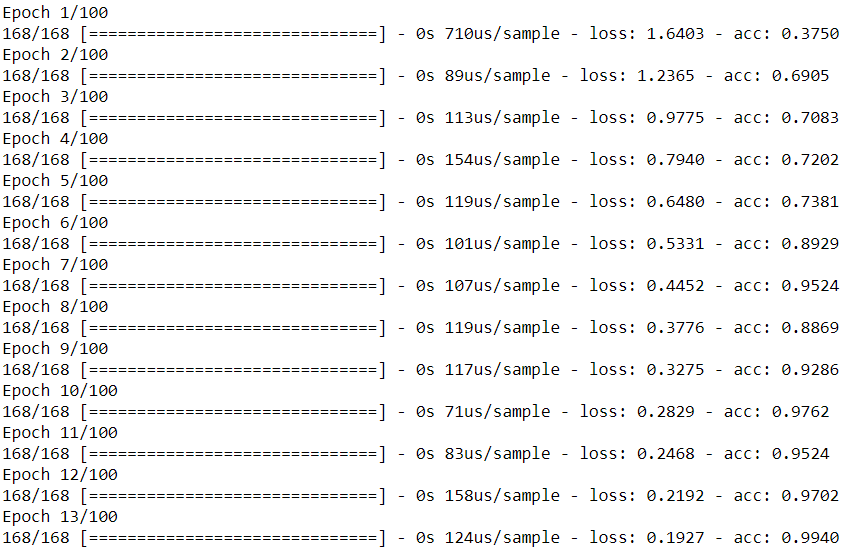 Epoch 1/100
168/168 [==============================] - 0s 710us/sample - loss: 1.6403 - acc: 0.3750
Epoch 2/100
168/168 [==============================] - 0s 89us/sample - loss: 1.2365 - acc: 0.6905
Epoch 3/100
168/168 [==============================] - 0s 113us/sample - loss: 0.9775 - acc: 0.7083
Epoch 4/100
168/168 [==============================] - 0s 154us/sample - loss: 0.7940 - acc: 0.7202
Epoch 5/100
168/168 [==============================] - 0s 119us/sample - loss: 0.6480 - acc: 0.7381
Epoch 6/100
168/168 [==============================] - 0s 101us/sample - loss: 0.5331 - acc: 0.8929
Epoch 7/100
168/168 [==============================] - 0s 107us/sample - loss: 0.4452 - acc: 0.9524
Epoch 8/100
168/168 [==============================] - 0s 119us/sample - loss: 0.3776 - acc: 0.8869
Epoch 9/100
168/168 [==============================] - 0s 117us/sample - loss: 0.3275 - acc: 0.9286
Epoch 10/100
168/168 [==============================] - 0s 71us/sample - loss: 0.2829 - acc: 0.9762
Epoch 11/100
168/168 [==============================] - 0s 83us/sample - loss: 0.2468 - acc: 0.9524
Epoch 12/100
168/168 [==============================] - 0s 158us/sample - loss: 0.2192 - acc: 0.9702
Epoch 13/100
168/168 [==============================] - 0s 124us/sample - loss: 0.1927 - acc: 0.9940